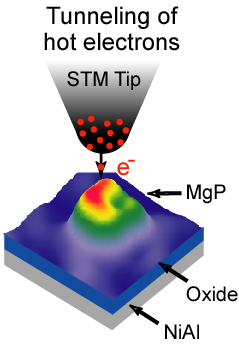 Tunneling of
hot electrons
STM Tip
e-
MgP
Oxide
NiAl